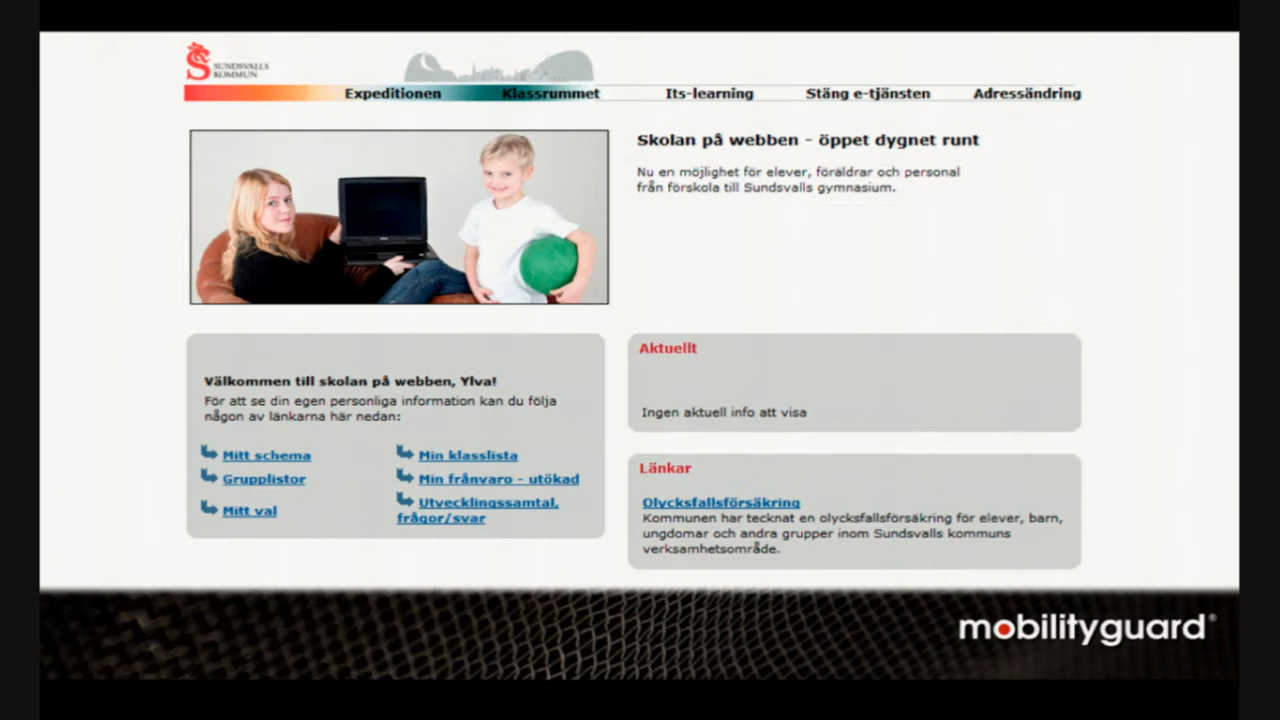 SUNDSVALLS
KOMMUN
Expeditionen Klassrummet Its-learning Stäng e-tjänsten Adressändring
Skolan på webben - öppet dygnet runt
Nu en möjlighet för elever, föräldrar och personal
från förskola till Sundsvalls gymnasium.
Välkommen till skolan på webben, Ylva!
För att se din egen personliga information kan du följa
någon av länkarna här nedan:
Mitt schema
Min klasslista
Grupplistor
Min frånvaro - utökad
Mitt val
Utvecklingssamtal,
frågor/svar
Aktuellt
Ingen aktuell info att visa
Länkar
Olycksfallsförsäkring
Kommunen har tecknat en olycksfallsförsäkring för elever, barn,
ungdomar och andra grupper inom Sundsvalls kommuns
verksamhetsområde.
mobilityguard®